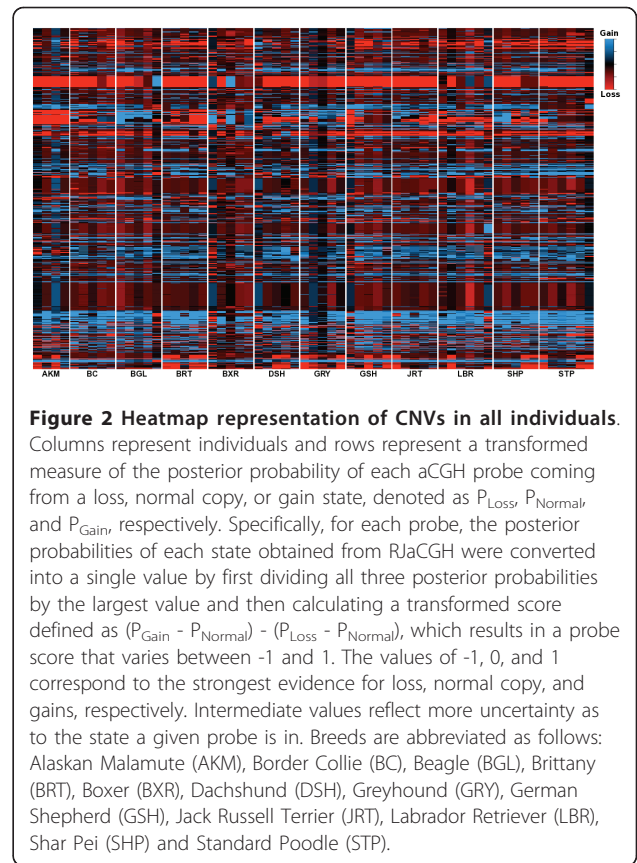 Gain
Loss
AKM BC BGL BRT BXR DSH GRY GSH JRT LBR SHP STP
Figure 2 Heatmap representation of CNVs in all individuals.
Columns represent individuals and rows represent a transformed
measure of the posterior probability of each aCGH probe coming
from a loss, normal copy, or gain state, denoted as P_Loss, P_Normal,
and P_Gain, respectively. Specifically, for each probe, the posterior
probabilities of each state obtained from RJaCGH were converted
into a single value by first dividing all three posterior probabilities
by the largest value and then calculating a transformed score
defined as (P_Gain - P_Normal) - (P_Loss - P_Normal), which results in a probe
score that varies between -1 and 1. The values of -1, 0, and 1
correspond to the strongest evidence for loss, normal copy, and
gains, respectively. Intermediate values reflect more uncertainty as
to the state a given probe is in. Breeds are abbreviated as follows:
Alaskan Malamute (AKM), Border Collie (BC), Beagle (BGL), Brittany
(BRT), Boxer (BXR), Dachshund (DSH), Greyhound (GRY), German
Shepherd (GSH), Jack Russell Terrier (JRT), Labrador Retriever (LBR),
Shar Pei (SHP) and Standard Poodle (STP).